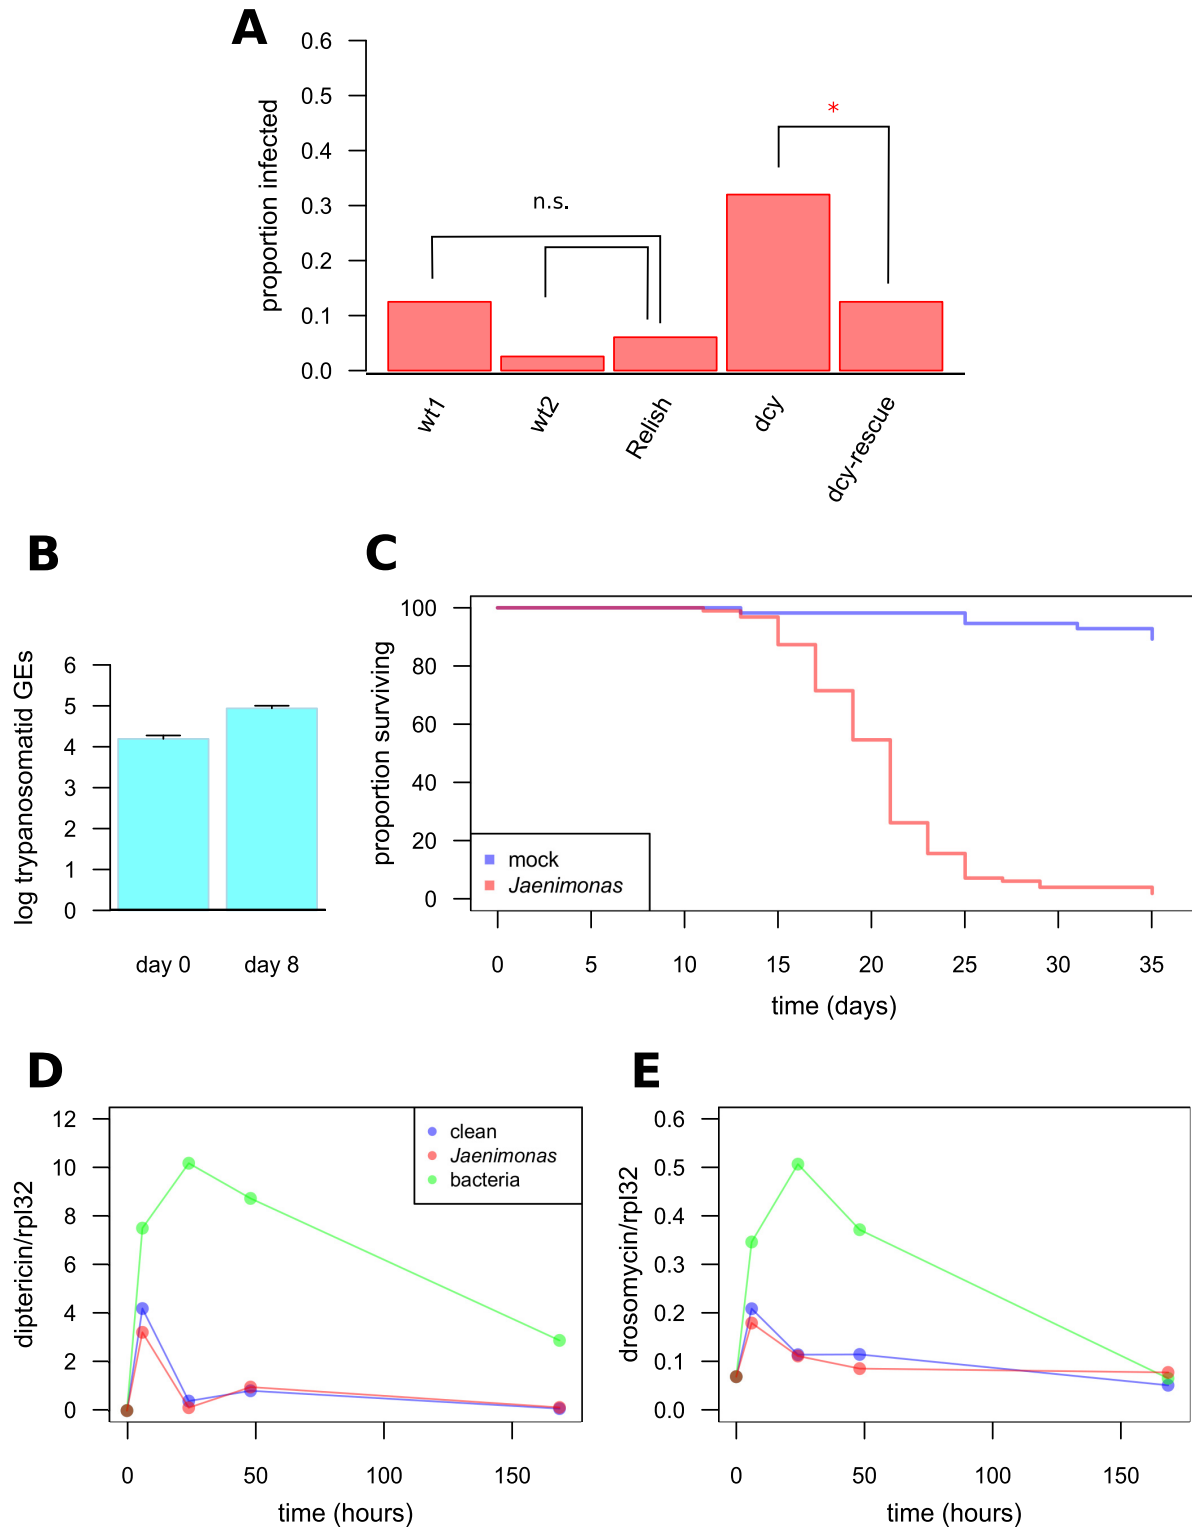 A
proportion infected
0.6
0.5
0.4
0.3
0.2
0.1
0.0
n.s.
*
wt1
wt2
Relish
dcy
dcy-rescue
B
log trypanosomatid GEs
6
5
4
3
2
1
0
day 0
day 8
C
proportion surviving
100
80
60
40
20
0
mock
Jaenimonas
0
5
10
15
20
25
30
35
time (days)
D
diptericin/rpl32
12
10
8
6
4
2
0
clean
Jaenimonas
bacteria
0
50
100
150
time (hours)
E
drosomycin/rpl32
0.6
0.5
0.4
0.3
0.2
0.1
0.0
0
50
100
150
time (hours)